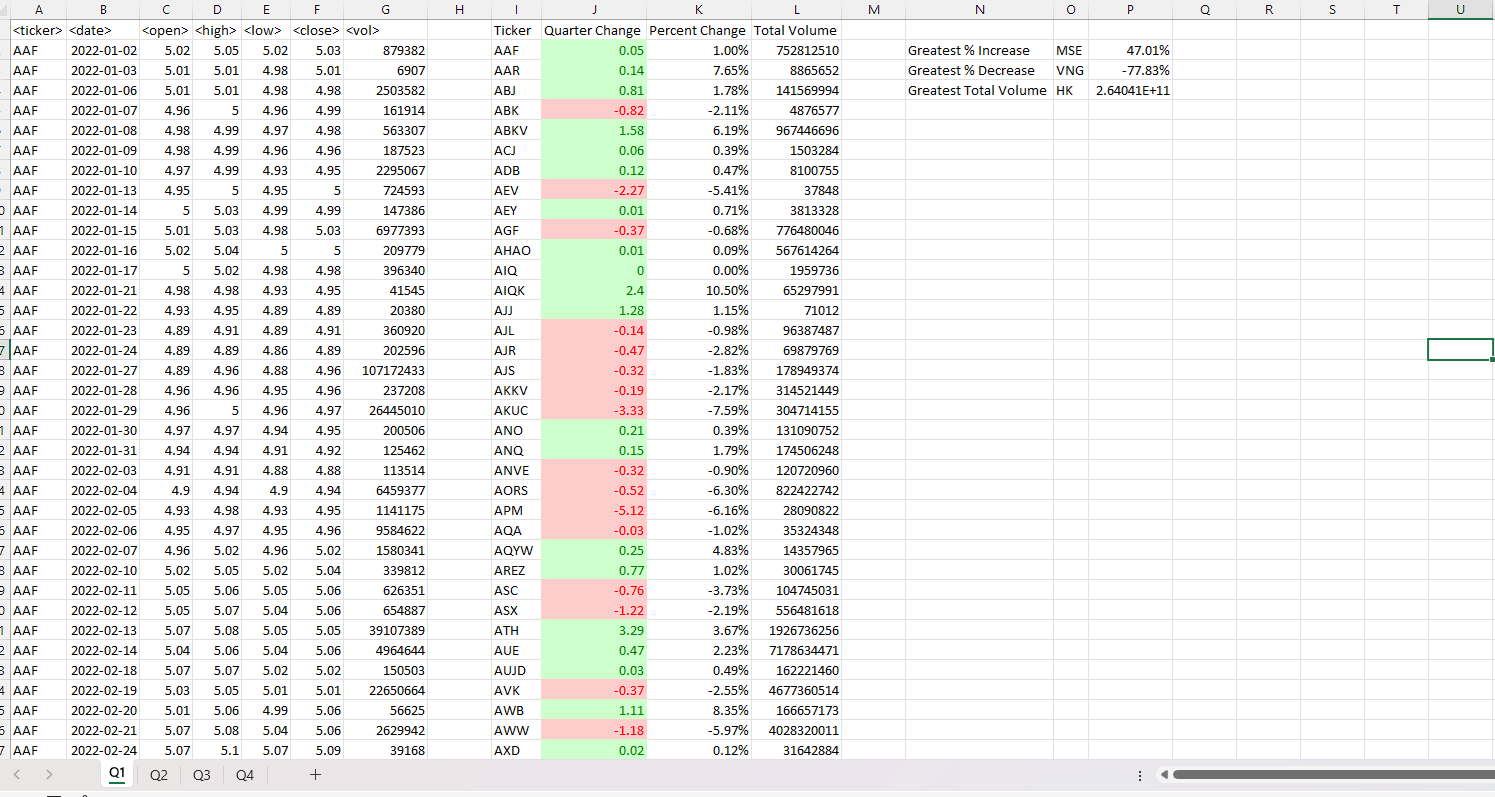 A B C D E F G H I J K L M N O P Q R S T U
<ticker> <date> <open> <high> <low> <close> <vol> Ticker Quarter Change Percent Change Total Volume
AAF 2022-01-02 5.02 5.05 5.02 5.03 879382 AAF 0.05 1.00% 752812510 Greatest % Increase MSE 47.01%
AAF 2022-01-03 5.01 5.01 4.98 5.01 6907 AAR 0.14 7.65% 8865652 Greatest % Decrease VNG -77.83%
AAF 2022-01-06 5.01 5.01 4.98 4.98 2503582 ABJ 0.81 1.78% 141569994 Greatest Total Volume HK 2.64041E+11
AAF 2022-01-07 4.96 5 4.96 4.99 161914 ABK -0.82 -2.11% 4876577
AAF 2022-01-08 4.98 4.99 4.97 4.98 563307 ABKV 1.58 6.19% 967446696
AAF 2022-01-09 4.98 4.99 4.96 4.96 187523 ACJ 0.06 0.39% 1503284
AAF 2022-01-10 4.97 4.99 4.93 4.95 2295067 ADB 0.12 0.47% 8100755
AAF 2022-01-13 4.95 5 4.95 5 724593 AEV -2.27 -5.41% 37848
AAF 2022-01-14 5 5.03 4.99 4.99 147386 AEY 0.01 0.71% 3813328
AAF 2022-01-15 5.01 5.03 4.98 5.03 6977393 AGF -0.37 -0.68% 776480046
AAF 2022-01-16 5.02 5.04 5 5 209779 AHAO 0.01 0.09% 567614264
AAF 2022-01-17 5 5.02 4.98 4.98 396340 AIQ 0 0.00% 1959736
AAF 2022-01-21 4.98 4.98 4.93 4.95 41545 AIQK 2.4 10.50% 65297991
AAF 2022-01-22 4.93 4.95 4.89 4.89 20380 AJJ 1.28 1.15% 71012
AAF 2022-01-23 4.89 4.91 4.89 4.91 360920 AJL -0.14 -0.98% 96387487
AAF 2022-01-24 4.89 4.89 4.86 4.89 202596 AJR -0.47 -2.82% 69879769
AAF 2022-01-27 4.89 4.96 4.88 4.96 107172433 AJS -0.32 -1.83% 178949374
AAF 2022-01-28 4.96 4.96 4.95 4.96 237208 AKKV -0.19 -2.17% 314521449
AAF 2022-01-29 4.96 5 4.96 4.97 26445010 AKUC -3.33 -7.59% 304714155
AAF 2022-01-30 4.97 4.97 4.94 4.95 200506 ANO 0.21 0.39% 131090752
AAF 2022-01-31 4.94 4.94 4.91 4.92 125462 ANQ 0.15 1.79% 174506248
AAF 2022-02-03 4.91 4.91 4.88 4.88 113514 ANVE -0.32 -0.90% 120720960
AAF 2022-02-04 4.9 4.94 4.9 4.94 6459377 AORS -0.52 -6.30% 822422742
AAF 2022-02-05 4.93 4.98 4.93 4.95 1141175 APM -5.12 -6.16% 28090822
AAF 2022-02-06 4.95 4.97 4.95 4.96 9584622 AQA -0.03 -1.02% 35324348
AAF 2022-02-07 4.96 5.02 4.96 5.02 1580341 AQYW 0.25 4.83% 14357965
AAF 2022-02-10 5.02 5.05 5.02 5.04 339812 AREZ 0.77 1.02% 30061745
AAF 2022-02-11 5.05 5.06 5.05 5.06 626351 ASC -0.76 -3.73% 104745031
AAF 2022-02-12 5.05 5.07 5.04 5.06 654887 ASX -1.22 -2.19% 556481618
AAF 2022-02-13 5.07 5.08 5.05 5.05 39107389 ATH 3.29 3.67% 1926736256
AAF 2022-02-14 5.04 5.06 5.04 5.06 4964644 AUE 0.47 2.23% 7178634471
AAF 2022-02-18 5.07 5.07 5.02 5.02 150503 AUJD 0.03 0.49% 162221460
AAF 2022-02-19 5.03 5.05 5.01 5.01 22650664 AVK -0.37 -2.55% 4677360514
AAF 2022-02-20 5.01 5.06 4.99 5.06 56625 AWB 1.11 8.35% 166657173
AAF 2022-02-21 5.07 5.08 5.04 5.06 2629942 AWW -1.18 -5.97% 4028320011
AAF 2022-02-24 5.07 5.1 5.07 5.09 39168 AXD 0.02 0.12% 31642884
Q1 Q2 Q3 Q4